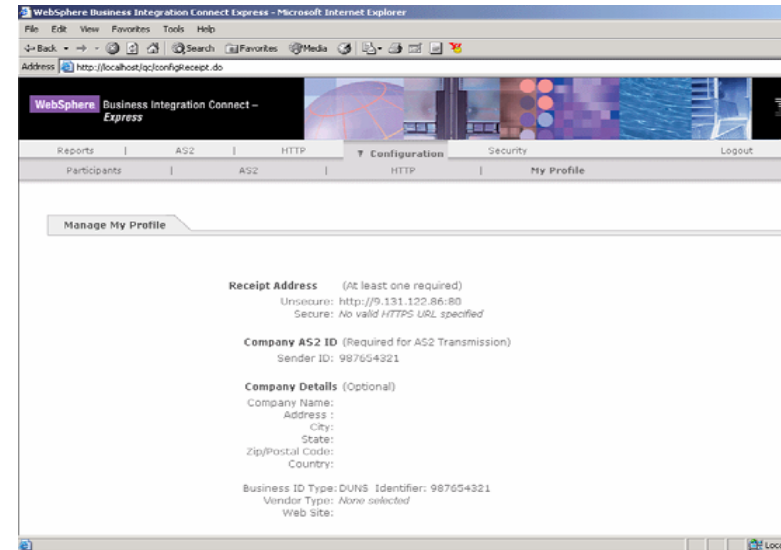 WebSphere Business Integration Connect Express - Microsoft Internet Explorer
File Edit View Favorites Tools Help
Back Search Favorites Media
Address http://localhost/qc/configReceipt.do
WebSphere Business Integration Connect –
Express
Reports | AS2 | HTTP ▼ Configuration Security Logout
Participants | AS2 | HTTP | My Profile
Manage My Profile
Receipt Address (At least one required)
Unsecure: http://9.131.122.86:80
Secure: No valid HTTPS URL specified
Company AS2 ID (Required for AS2 Transmission)
Sender ID: 987654321
Company Details (Optional)
Company Name:
Address :
City:
State:
Zip/Postal Code:
Country:
Business ID Type: DUNS Identifier: 987654321
Vendor Type: None selected
Web Site: